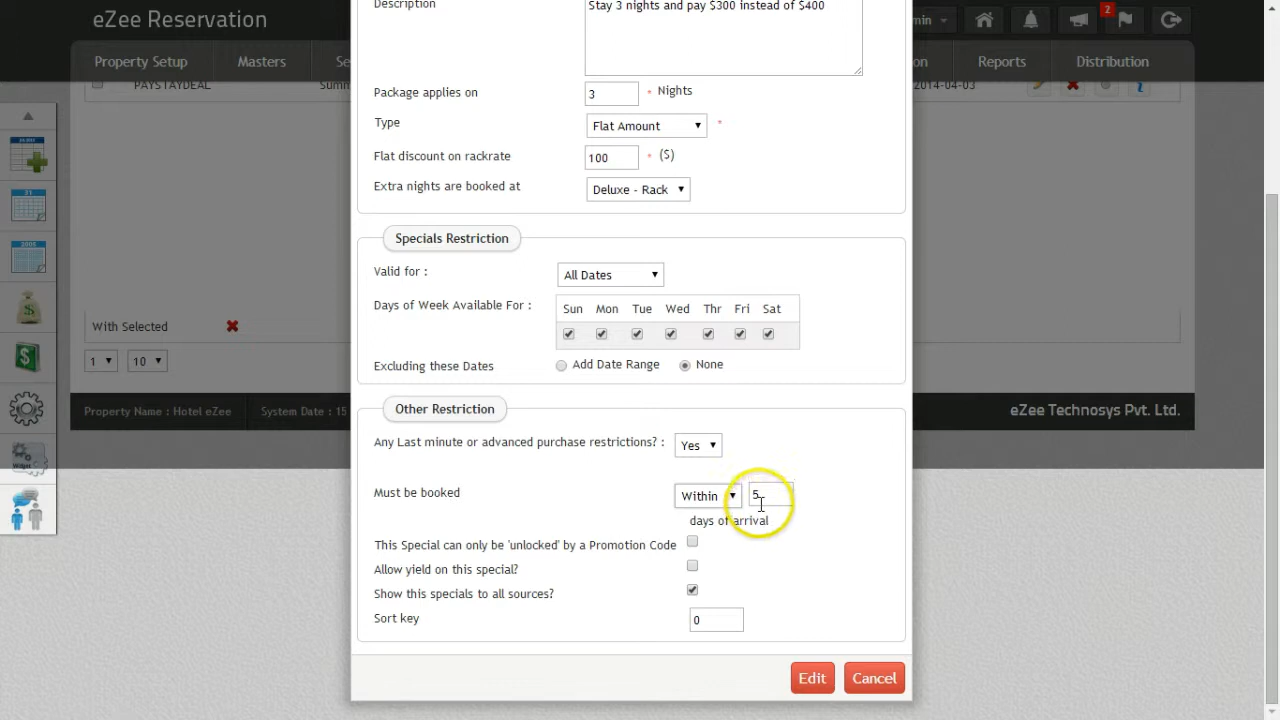 eZee Reservation
min
2
Property Setup
Masters
Se
on
Reports
Distribution
PAYSTAYDEAL
Summ
2014-04-03
Description
Stay 3 nights and pay $300 instead of $400
Package applies on
3
* Nights
Type
Flat Amount
*
Flat discount on rackrate
100
* ($)
Extra nights are booked at
Deluxe - Rack
Specials Restriction
Valid for :
All Dates
Days of Week Available For :
Sun Mon Tue Wed Thr Fri Sat
Excluding these Dates
Add Date Range
None
With Selected
1
10
Property Name : Hotel eZee
System Date : 15
eZee Technosys Pvt. Ltd.
Other Restriction
Any Last minute or advanced purchase restrictions? :
Yes
Must be booked
Within
5
days of arrival
This Special can only be 'unlocked' by a Promotion Code
Allow yield on this special?
Show this specials to all sources?
Sort key
0
Edit
Cancel